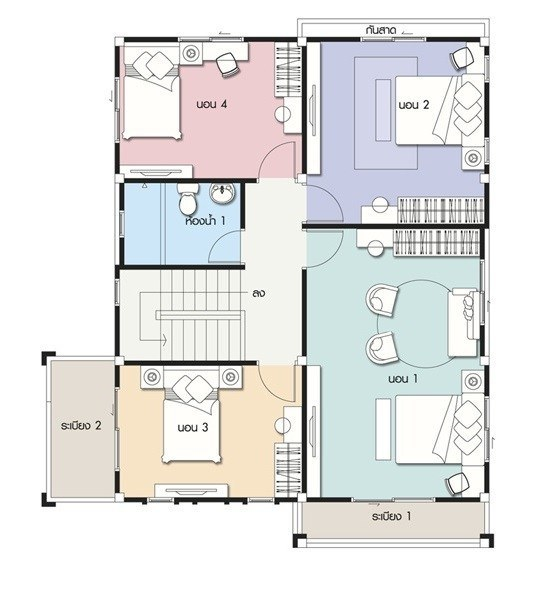 กันสาด
นอน 4
นอน 2
ห้องน้ำ 1
ลง
นอน 1
ระเบียง 2
นอน 3
ระเบียง 1